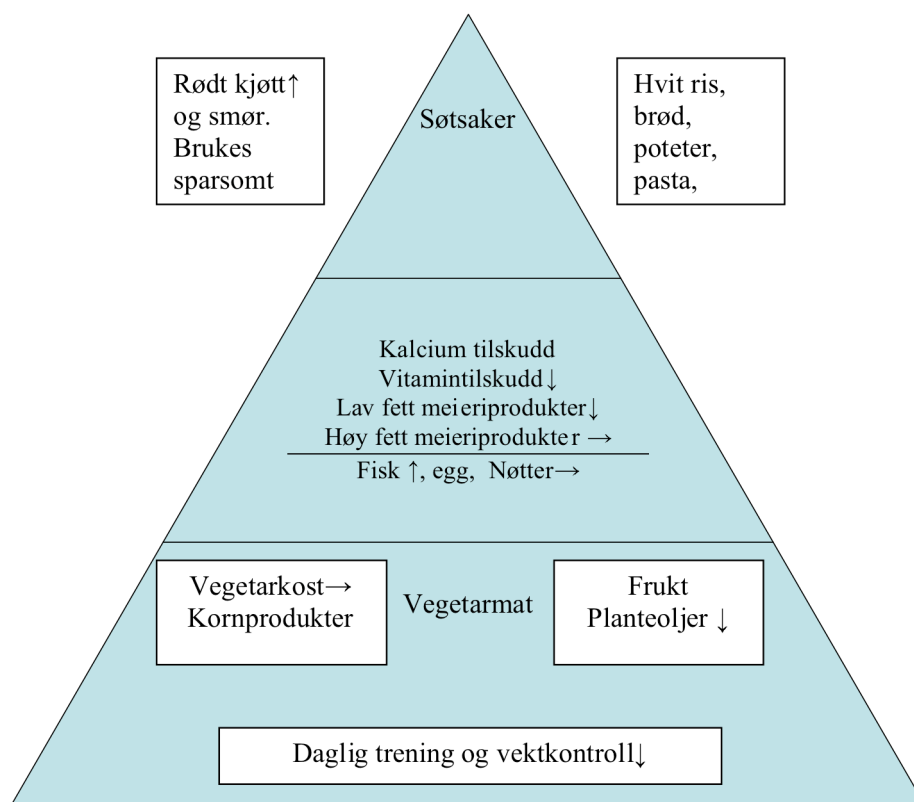 Rødt kjøtt↑
og smør.
Brukes
sparsomt
Søtsaker
Hvit ris,
brød,
poteter,
pasta,
Kalcium tilskudd
Vitamintilskudd↓
Lav fett meieriprodukter↓
Høy fett meieriprodukter →
Fisk ↑, egg, Nøtter→
Vegetarkost→
Kornprodukter
Vegetarmat
Frukt
Planteoljer ↓
Daglig trening og vektkontroll↓